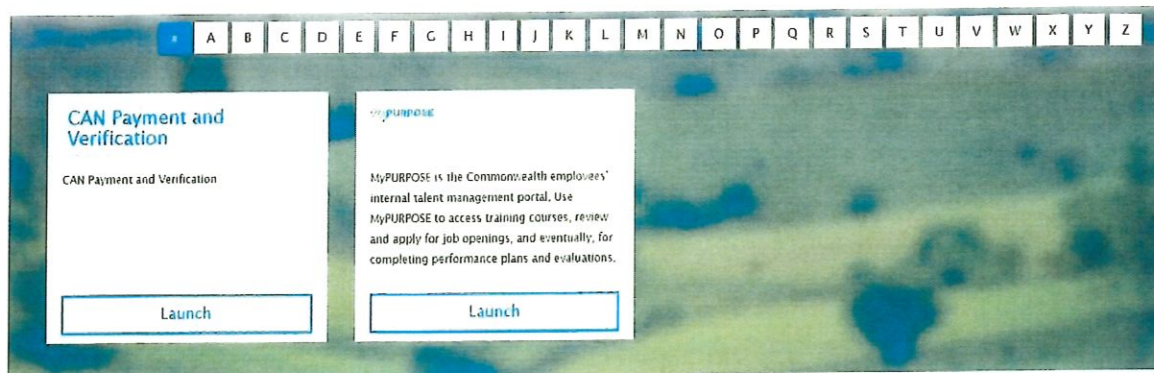 A B C D E F G H I J K L M N O P Q R S T U V W X Y Z
CAN Payment and
Verification
CAN Payment and Verification
Launch
MyPURPOSE
MyPURPOSE is the Commonwealth employees'
internal talent management portal. Use
MyPURPOSE to access training courses, review
and apply for job openings, and eventually, for
completing performance plans and evaluations.
Launch